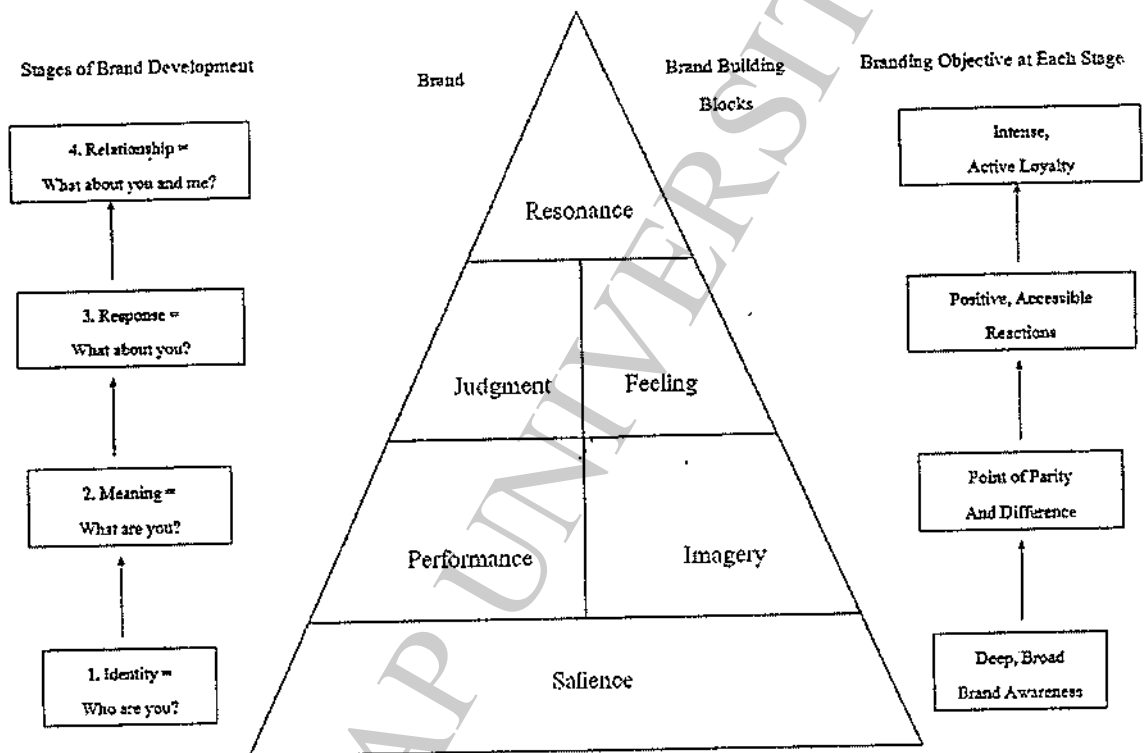 Stages of Brand Development
Brand
Brand Building
Blocks
Branding Objective at Each Stage
4. Relationship =
What about you and me?
Intense,
Active Loyalty
Resonance
3. Response =
What about you?
Positive, Accessible
Reactions
Judgment
Feeling
2. Meaning =
What are you?
Point of Parity
And Difference
Performance
Imagery
1. Identity =
Who are you?
Deep, Broad
Brand Awareness
Salience
AP UNIVERSIT